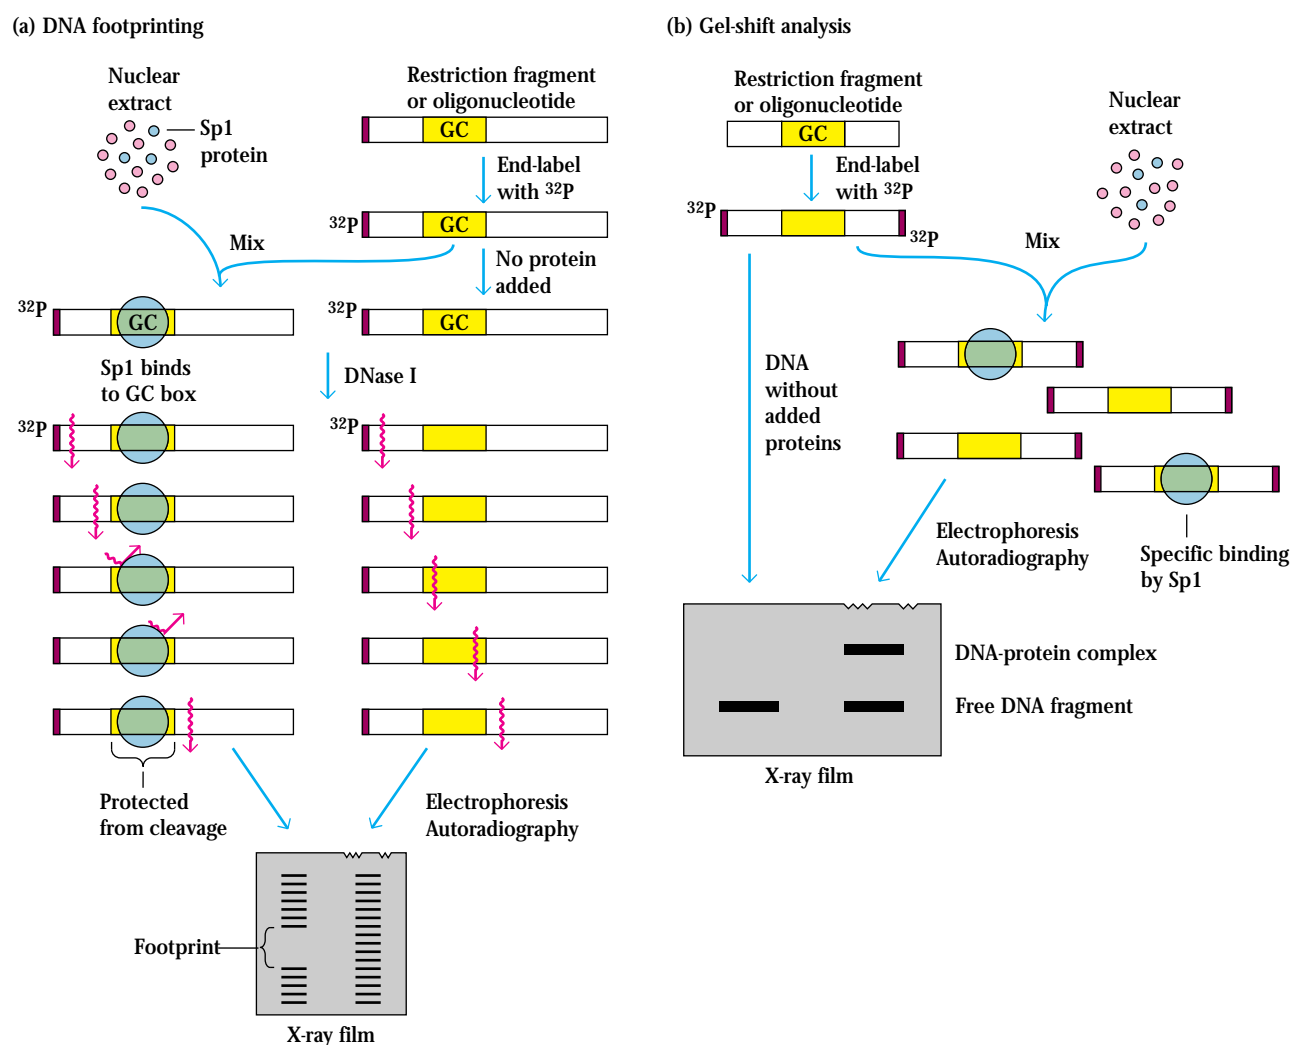 (a) DNA footprinting
Nuclear
extract
Sp1
protein
Restriction fragment
or oligonucleotide
GC
End-label
with ³²P
³²P
GC
Mix
No protein
added
³²P
GC
³²P
GC
Sp1 binds
to GC box
DNase I
³²P
³²P
Protected
from cleavage
Electrophoresis
Autoradiography
Footprint
X-ray film
(b) Gel-shift analysis
Restriction fragment
or oligonucleotide
GC
Nuclear
extract
End-label
with ³²P
³²P
³²P
Mix
DNA
without
added
proteins
Electrophoresis
Autoradiography
Specific binding
by Sp1
DNA-protein complex
Free DNA fragment
X-ray film